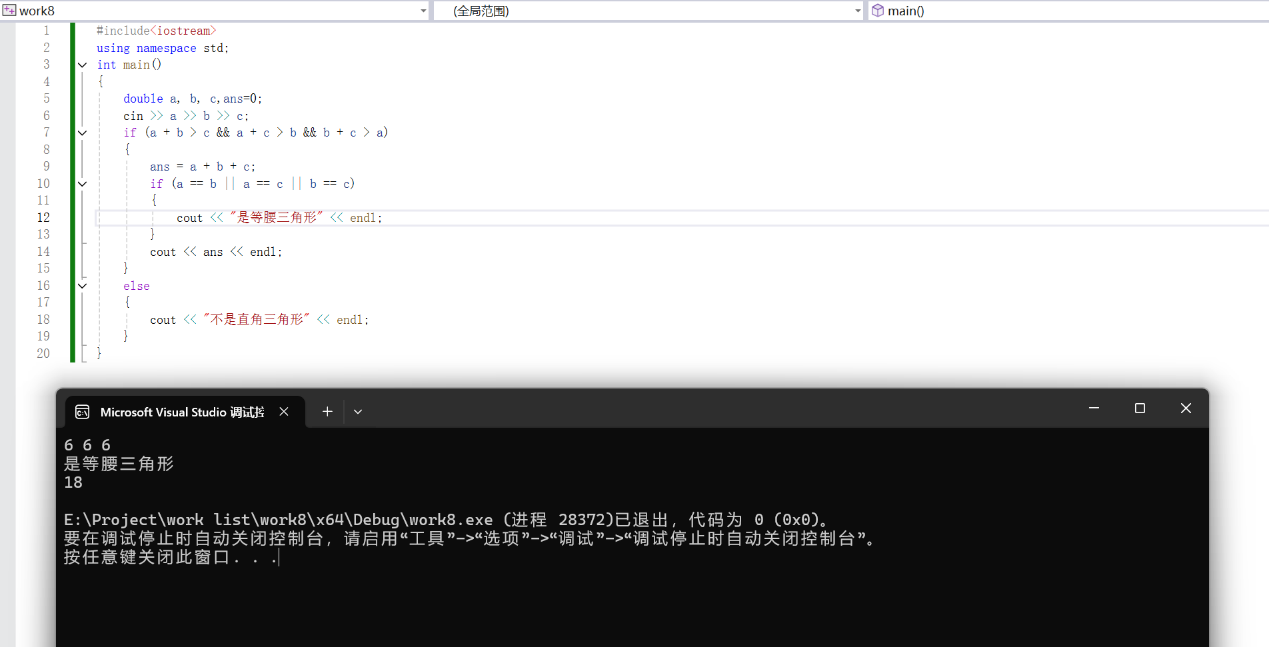 work8 (全局范围) main()
1 #include<iostream>
2 using namespace std;
3 int main()
4 {
5 double a, b, c,ans=0;
6 cin >> a >> b >> c;
7 if (a + b > c && a + c > b && b + c > a)
8 {
9 ans = a + b + c;
10 if (a == b || a == c || b == c)
11 {
12 cout << "是等腰三角形" << endl;
13 }
14 cout << ans << endl;
15 }
16 else
17 {
18 cout << "不是直角三角形" << endl;
19 }
20 }
Microsoft Visual Studio 调试控
6 6 6
是等腰三角形
18
E:\Project\work list\work8\x64\Debug\work8.exe (进程 28372)已退出，代码为 0 (0x0)。
要在调试停止时自动关闭控制台，请启用“工具”->“选项”->“调试”->“调试停止时自动关闭控制台”。
按任意键关闭此窗口. . .